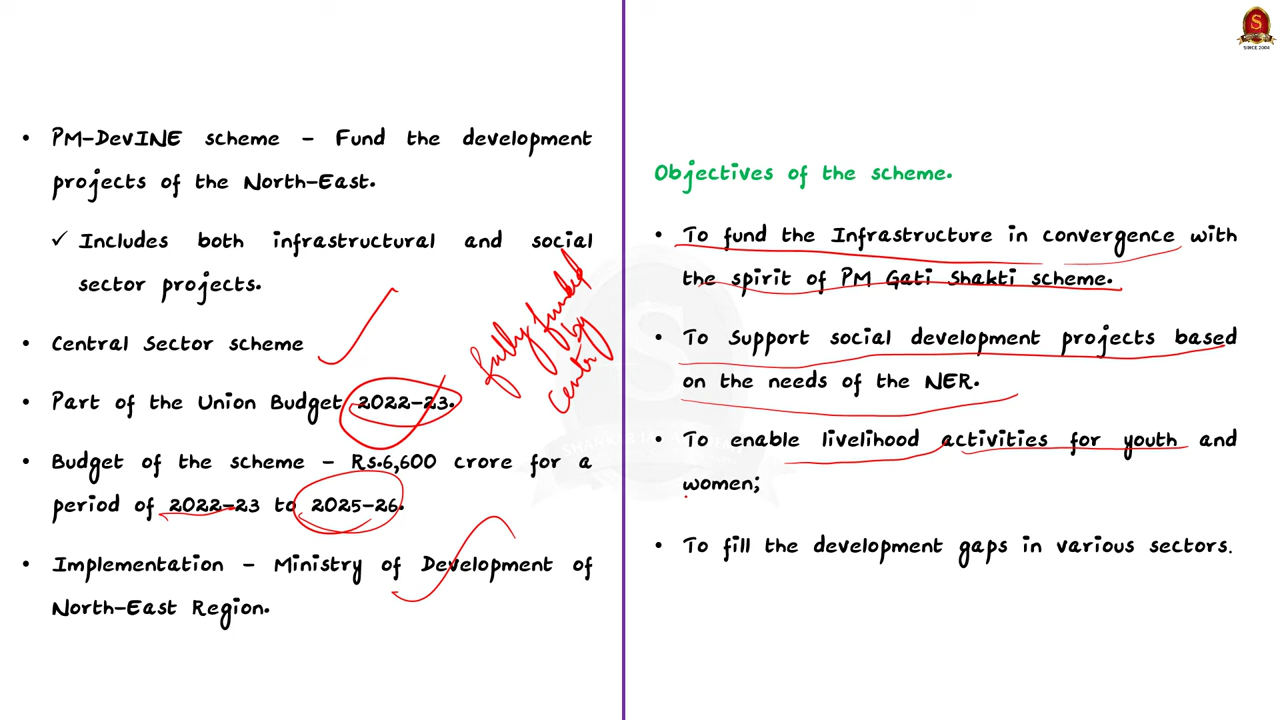 S
SINCE 2004
• PM-DevINE scheme – Fund the development
projects of the North-East.
✓ Includes both infrastructural and social
sector projects.
• Central Sector scheme
fully funded
by
centre
• Part of the Union Budget 2022-23.
• Budget of the scheme – Rs.6,600 crore for a
period of 2022-23 to 2025-26.
• Implementation – Ministry of Development of
North-East Region.
Objectives of the scheme.
• To fund the Infrastructure in convergence with
the spirit of PM Gati Shakti scheme.
• To Support social development projects based
on the needs of the NER.
• To enable livelihood activities for youth and
women;
• To fill the development gaps in various sectors.